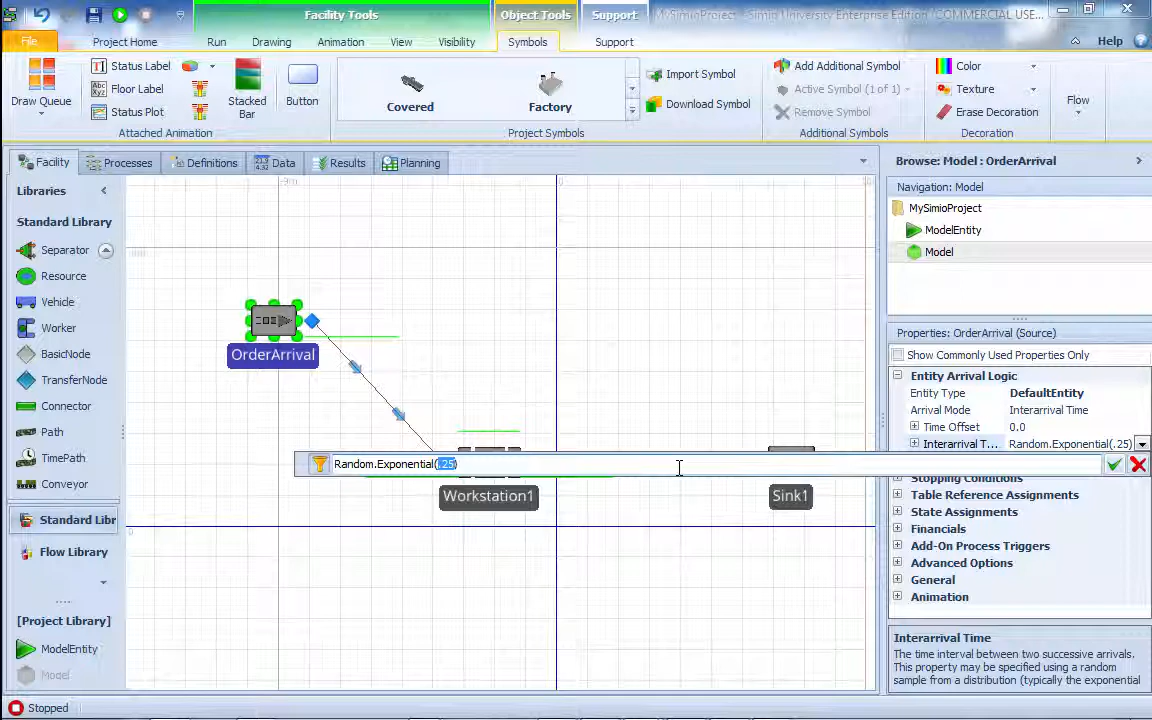 Facility Tools
Object Tools
Support
MySimioProject - Simio University Enterprise Edition (COMMERCIAL USE...
File
Project Home
Run
Drawing
Animation
View
Visibility
Symbols
Support
Help
Draw Queue
Status Label
Abc Xyz
Floor Label
Status Plot
Stacked Bar
Button
Attached Animation
Covered
Factory
Import Symbol
Download Symbol
Project Symbols
Add Additional Symbol
Active Symbol (1 of 1)
Remove Symbol
Additional Symbols
Color
Texture
Erase Decoration
Decoration
Flow
Facility
Processes
Definitions
Data
Results
Planning
Browse: Model : OrderArrival
Libraries
Standard Library
Separator
Resource
Vehicle
Worker
BasicNode
TransferNode
Connector
Path
TimePath
Conveyor
Standard Libr
Flow Library
[Project Library]
ModelEntity
Model
OrderArrival
Random.Exponential(.25)
Workstation1
Sink1
Navigation: Model
MySimioProject
ModelEntity
Model
Properties: OrderArrival (Source)
Show Commonly Used Properties Only
Entity Arrival Logic
Entity Type DefaultEntity
Arrival Mode Interarrival Time
Time Offset 0.0
Interarrival T... Random.Exponential(.25)
Stopping Conditions
Table Reference Assignments
State Assignments
Financials
Add-On Process Triggers
Advanced Options
General
Animation
Interarrival Time
The time interval between two successive arrivals.
This property may be specified using a random
sample from a distribution (typically the exponential
Stopped